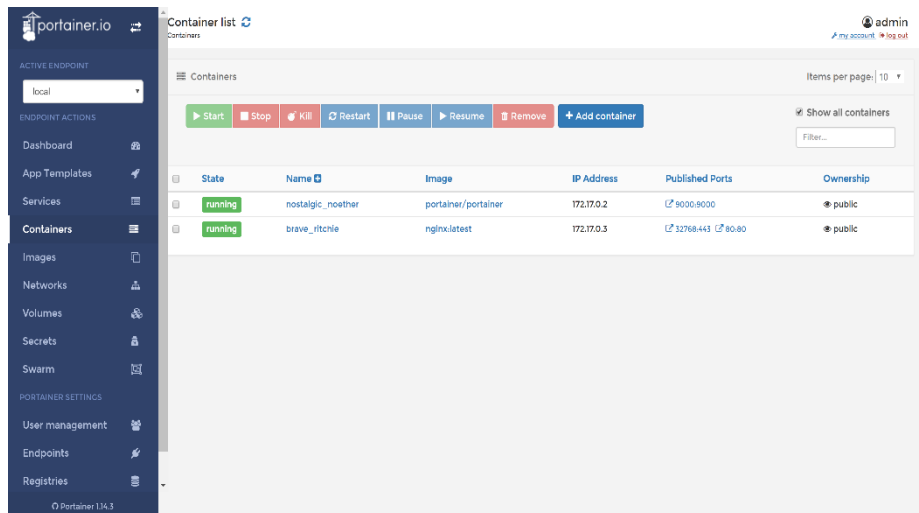 portainer.io
ACTIVE ENDPOINT
local
ENDPOINT ACTIONS
Dashboard
App Templates
Services
Containers
Images
Networks
Volumes
Secrets
Swarm
PORTAINER SETTINGS
User management
Endpoints
Registries
Portainer 1.14.3
Container list
Containers
admin
my account log out
Containers
Items per page: 10
Start Stop Kill Restart Pause Resume Remove Add container
Show all containers
Filter...
State Name Image IP Address Published Ports Ownership
running nostalgic_noether portainer/portainer 172.17.0.2 9000:9000 public
running brave_ritchie nginx:latest 172.17.0.3 32768:443 80:80 public